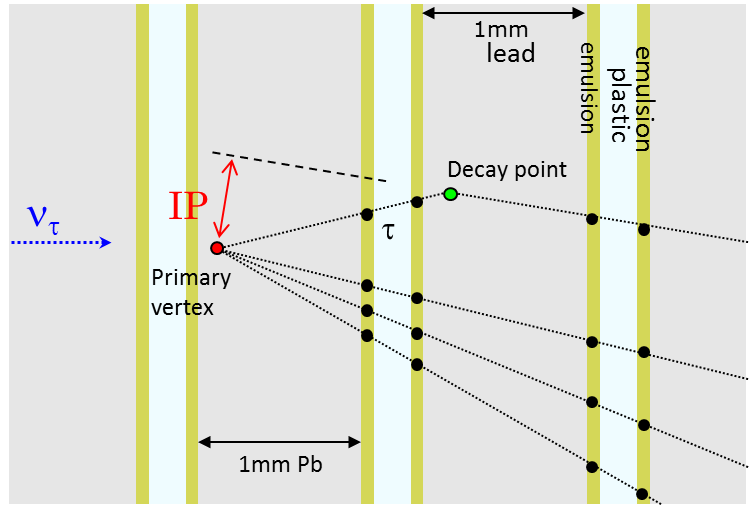 1mm
lead
emulsion
plastic
emulsion
Decay point
IP
ντ
τ
Primary
vertex
1mm Pb